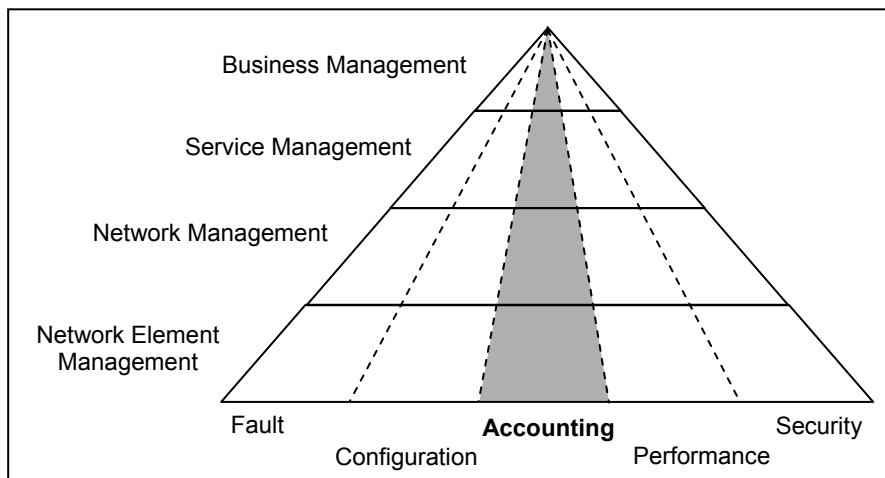 Business Management
Service Management
Network Management
Network Element
Management
Fault
Configuration
Accounting
Performance
Security